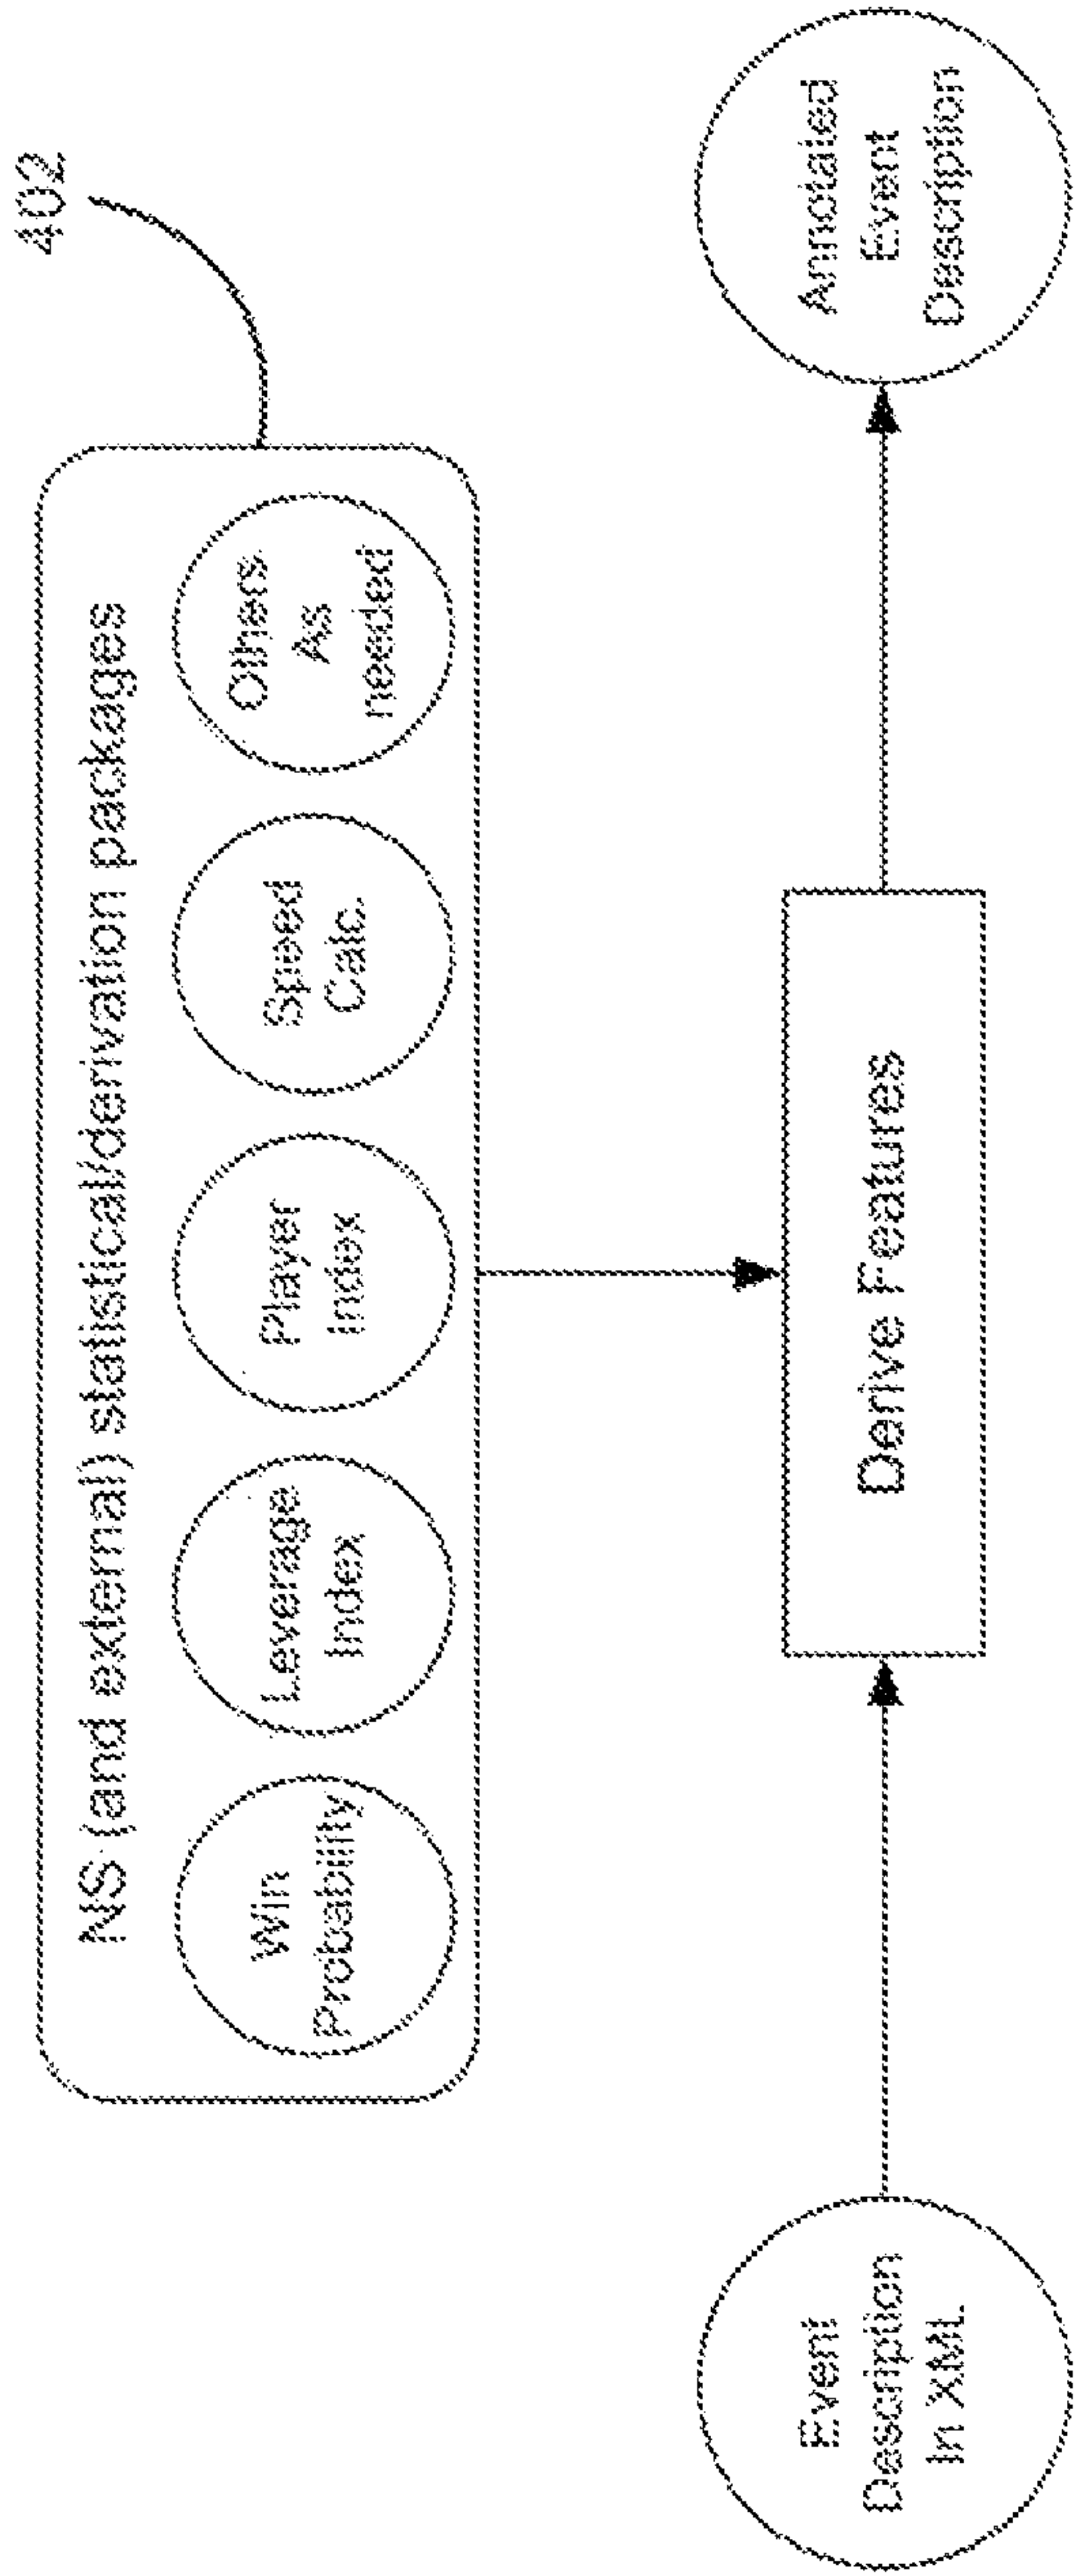 402
NS (and external) statistical/derivation packages
Win
Probability
Leverage
Index
Player
Index
Speed
Calc.
Others
As
needed
Event
Description
In XML
Derive Features
Annotated
Event
Description